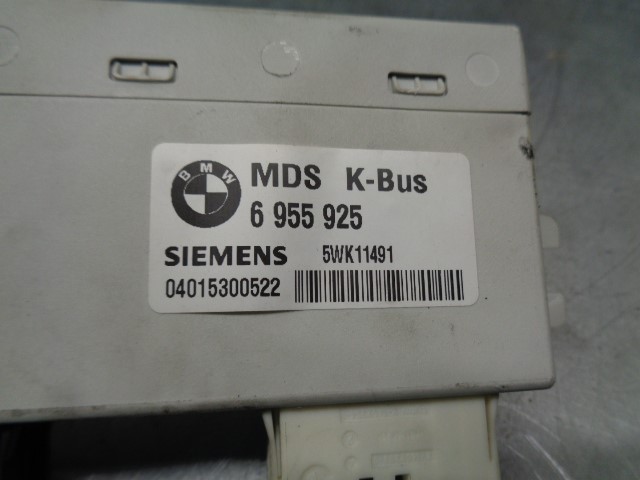 BMW
MDS K-Bus
6 955 925
SIEMENS 5WK11491
04015300522